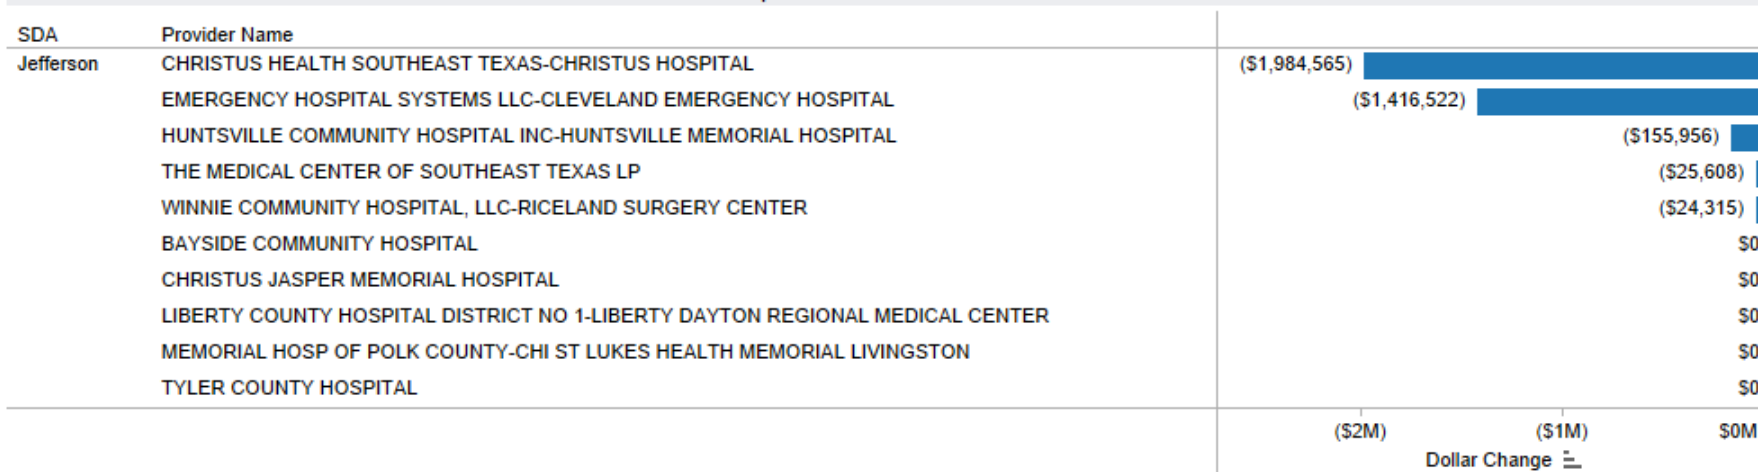 SDA Provider Name
Jefferson CHRISTUS HEALTH SOUTHEAST TEXAS-CHRISTUS HOSPITAL ($1,984,565)
EMERGENCY HOSPITAL SYSTEMS LLC-CLEVELAND EMERGENCY HOSPITAL ($1,416,522)
HUNTSVILLE COMMUNITY HOSPITAL INC-HUNTSVILLE MEMORIAL HOSPITAL ($155,956)
THE MEDICAL CENTER OF SOUTHEAST TEXAS LP ($25,608)
WINNIE COMMUNITY HOSPITAL, LLC-RICELAND SURGERY CENTER ($24,315)
BAYSIDE COMMUNITY HOSPITAL $0
CHRISTUS JASPER MEMORIAL HOSPITAL $0
LIBERTY COUNTY HOSPITAL DISTRICT NO 1-LIBERTY DAYTON REGIONAL MEDICAL CENTER $0
MEMORIAL HOSP OF POLK COUNTY-CHI ST LUKES HEALTH MEMORIAL LIVINGSTON $0
TYLER COUNTY HOSPITAL $0
($2M) ($1M) $0M
Dollar Change